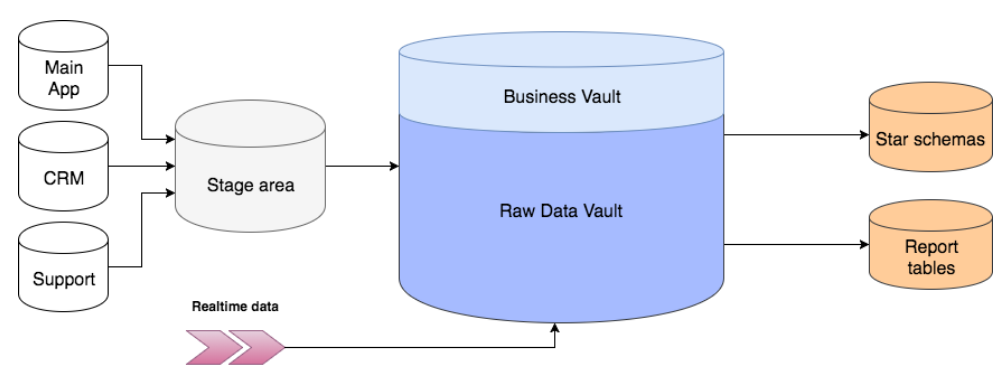 Main
App
CRM
Support
Stage area
Realtime data
Business Vault
Raw Data Vault
Star schemas
Report
tables